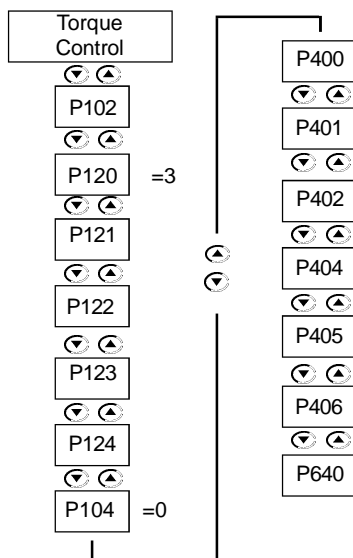 Torque
Control
P102
P120 =3
P121
P122
P123
P124
P104 =0
P400
P401
P402
P404
P405
P406
P640